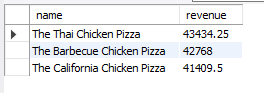 name revenue
The Thai Chicken Pizza 43434.25
The Barbecue Chicken Pizza 42768
The California Chicken Pizza 41409.5